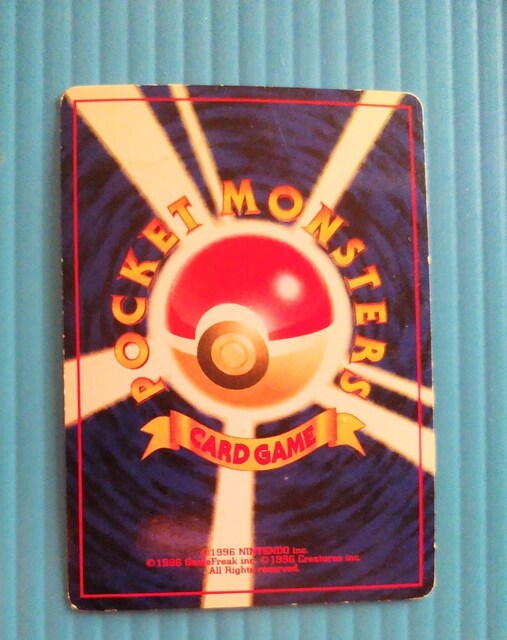 POCKET MONSTERS
CARD GAME
©1996 NINTENDO inc.
©1996 GameFreak inc. ©1996 Creatures inc.
All Rights reserved.